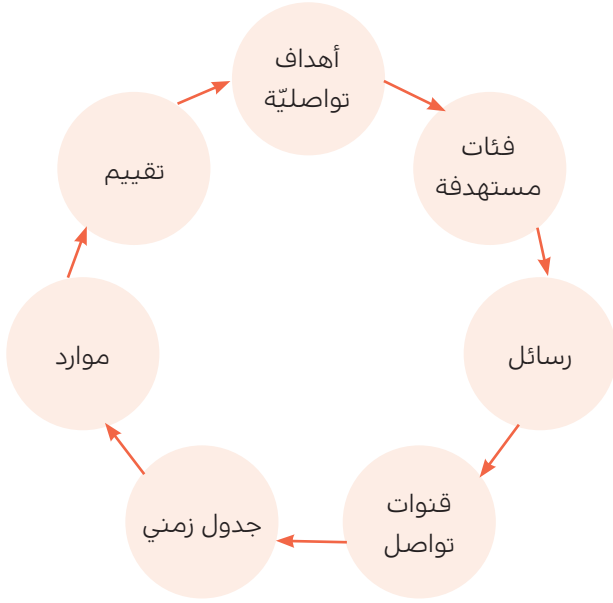 أهداف
تواصليّة
فئات
مستهدفة
رسائل
قنوات
تواصل
جدول زمني
موارد
تقييم